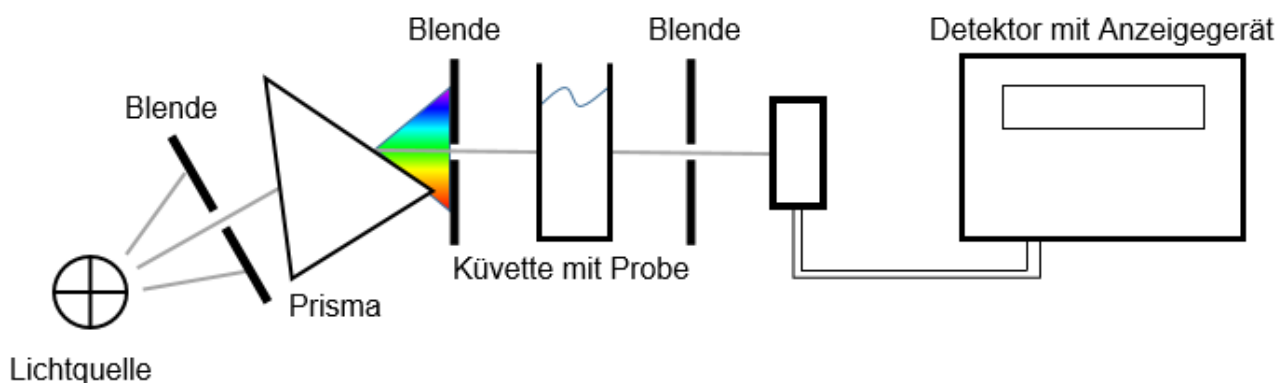 Blende
Blende
Detektor mit Anzeigegerät
Blende
Küvette mit Probe
Prisma
Lichtquelle